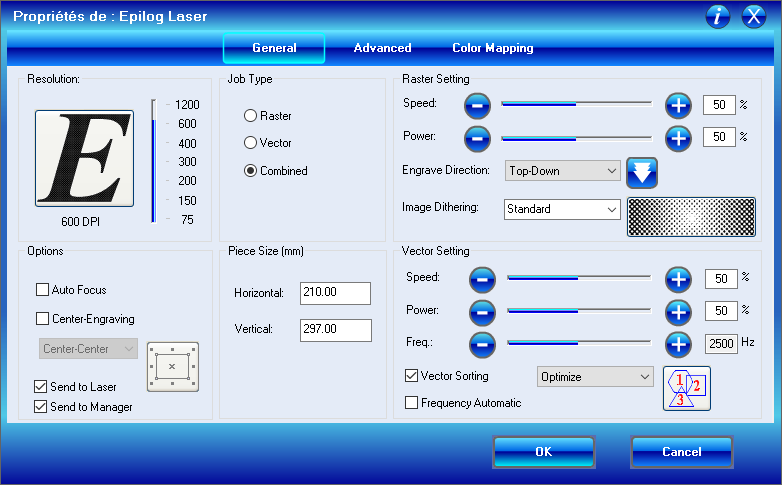 Propriétés de : Epilog Laser
i X
General Advanced Color Mapping
Resolution:
E
1200
600
400
300
200
150
75
600 DPI
Job Type
Raster
Vector
Combined
Raster Setting
Speed: 50 %
Power: 50 %
Engrave Direction: Top-Down
Image Dithering: Standard
Options
Auto Focus
Center-Engraving
Center-Center
Send to Laser
Send to Manager
Piece Size (mm)
Horizontal: 210.00
Vertical: 297.00
Vector Setting
Speed: 50 %
Power: 50 %
Freq.: 2500 Hz
Vector Sorting Optimize
1 2
3
Frequency Automatic
OK Cancel